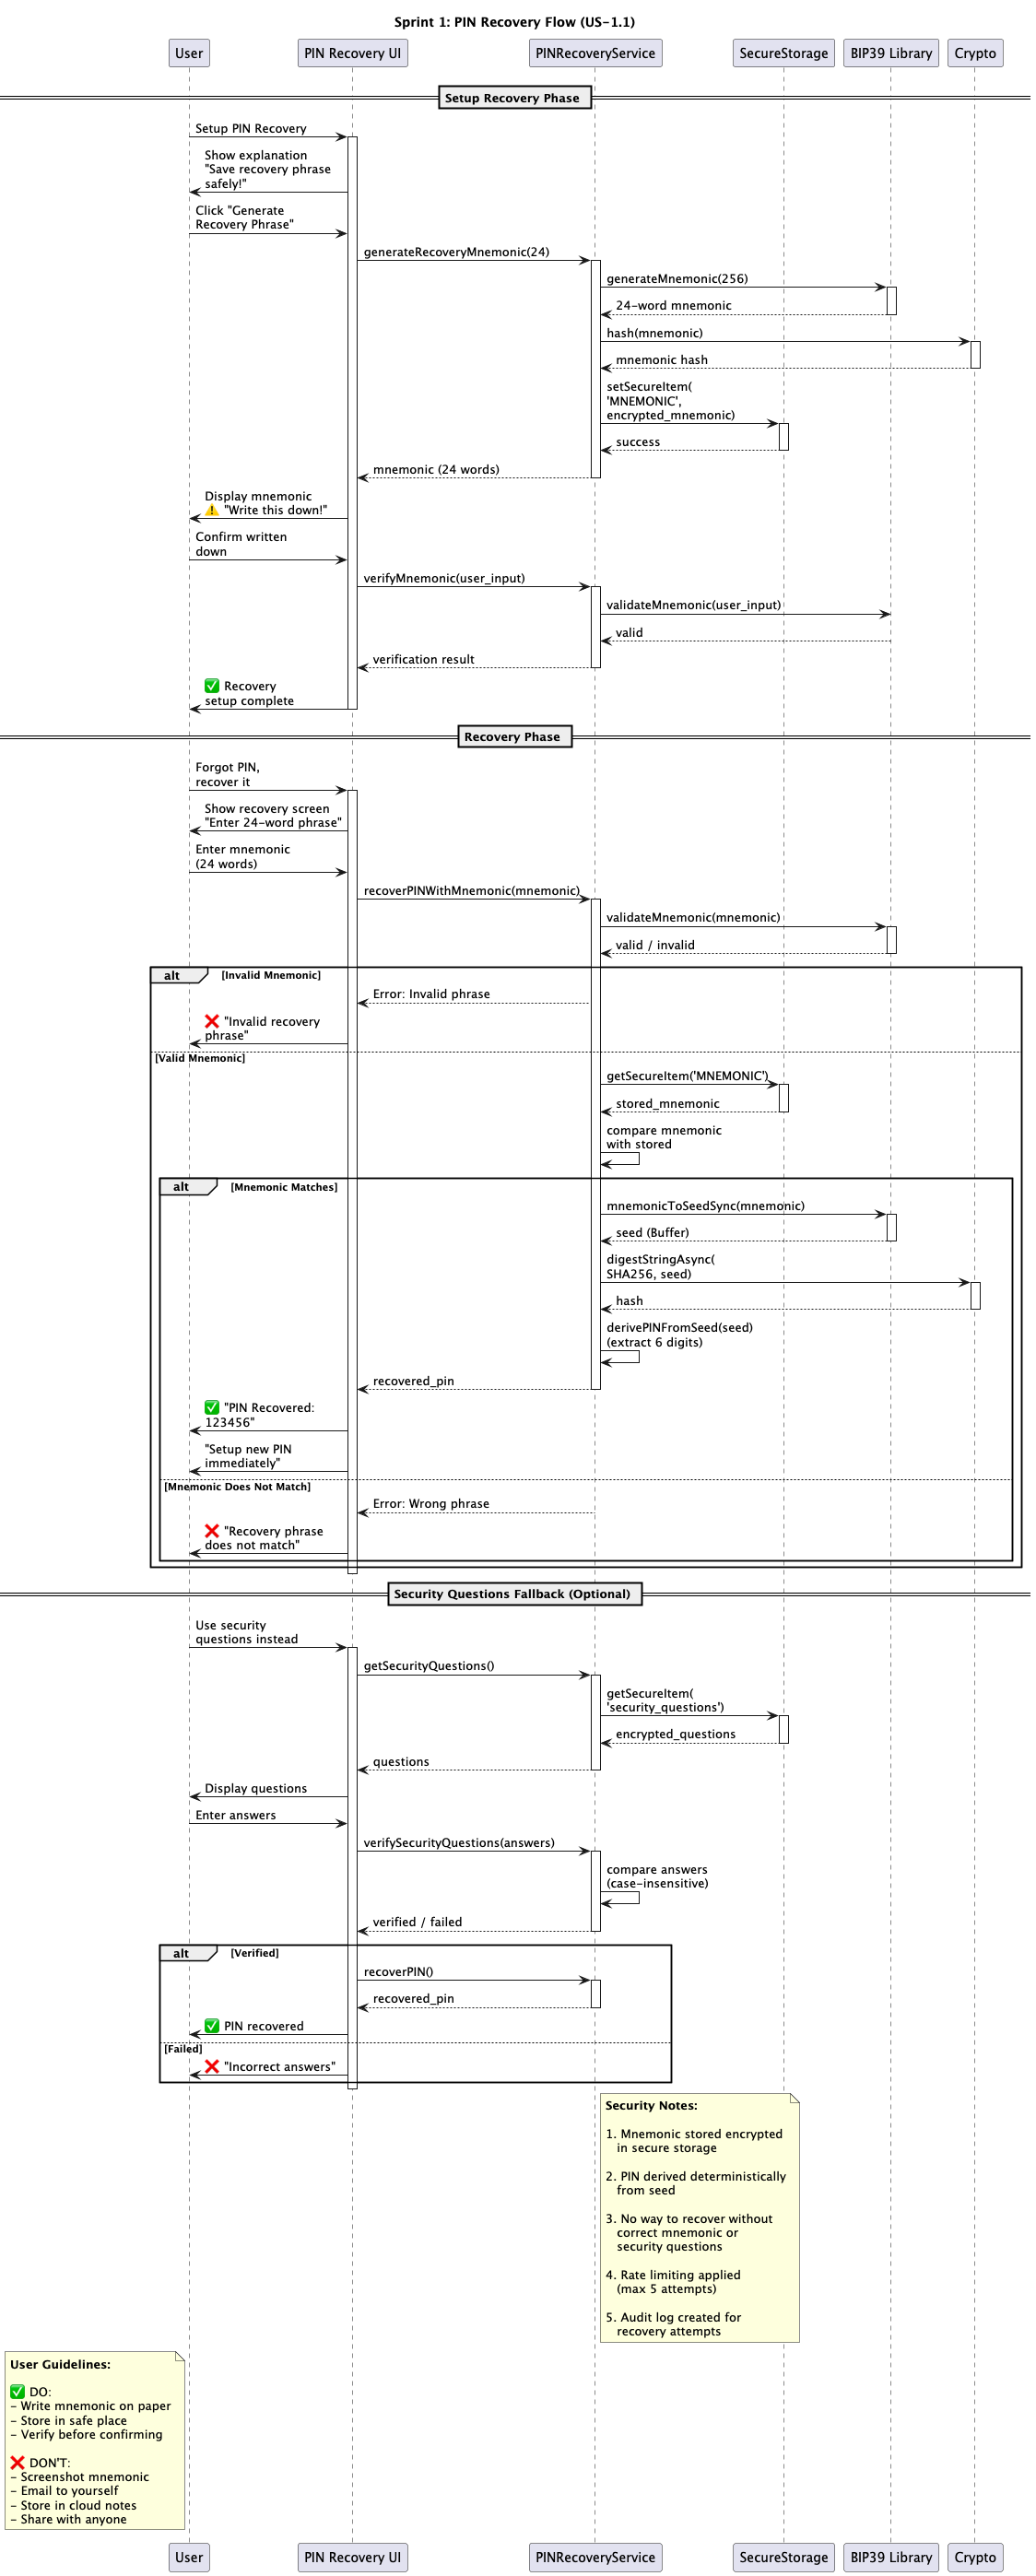 Sprint 1: PIN Recovery Flow (US-1.1)
User
PIN Recovery UI
PINRecoveryService
SecureStorage
BIP39 Library
Crypto
Setup Recovery Phase
Setup PIN Recovery
Show explanation
"Save recovery phrase
safely!"
Click "Generate
Recovery Phrase"
generateRecoveryMnemonic(24)
generateMnemonic(256)
24-word mnemonic
hash(mnemonic)
mnemonic hash
setSecureItem(
'MNEMONIC',
encrypted_mnemonic)
success
mnemonic (24 words)
Display mnemonic
⚠️ "Write this down!"
Confirm written
down
verifyMnemonic(user_input)
validateMnemonic(user_input)
valid
verification result
✅ Recovery
setup complete
Recovery Phase
Forgot PIN,
recover it
Show recovery screen
"Enter 24-word phrase"
Enter mnemonic
(24 words)
recoverPINWithMnemonic(mnemonic)
validateMnemonic(mnemonic)
valid / invalid
alt [Invalid Mnemonic]
Error: Invalid phrase
❌ "Invalid recovery
phrase"
[Valid Mnemonic]
getSecureItem('MNEMONIC')
stored_mnemonic
compare mnemonic
with stored
alt [Mnemonic Matches]
mnemonicToSeedSync(mnemonic)
seed (Buffer)
digestStringAsync(
SHA256, seed)
hash
derivePINFromSeed(seed)
(extract 6 digits)
recovered_pin
✅ "PIN Recovered:
123456"
"Setup new PIN
immediately"
[Mnemonic Does Not Match]
Error: Wrong phrase
❌ "Recovery phrase
does not match"
Security Questions Fallback (Optional)
Use security
questions instead
getSecurityQuestions()
getSecureItem(
'security_questions')
encrypted_questions
questions
Display questions
Enter answers
verifySecurityQuestions(answers)
compare answers
(case-insensitive)
verified / failed
alt [Verified]
recoverPIN()
recovered_pin
✅ PIN recovered
[Failed]
❌ "Incorrect answers"
Security Notes:
1. Mnemonic stored encrypted
in secure storage
2. PIN derived deterministically
from seed
3. No way to recover without
correct mnemonic or
security questions
4. Rate limiting applied
(max 5 attempts)
5. Audit log created for
recovery attempts
User Guidelines:
✅ DO:
- Write mnemonic on paper
- Store in safe place
- Verify before confirming
❌ DON'T:
- Screenshot mnemonic
- Email to yourself
- Store in cloud notes
- Share with anyone
User
PIN Recovery UI
PINRecoveryService
SecureStorage
BIP39 Library
Crypto